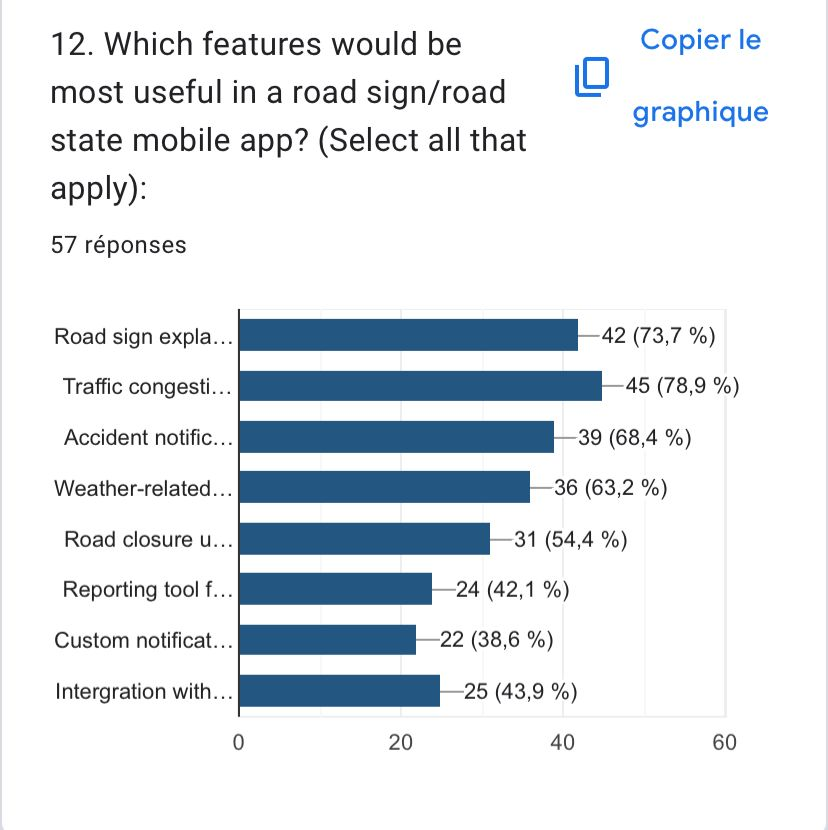 12. Which features would be
most useful in a road sign/road
state mobile app? (Select all that
apply):
Copier le
graphique
57 réponses
Road sign expla...
42 (73,7 %)
Traffic congesti...
45 (78,9 %)
Accident notific...
39 (68,4 %)
Weather-related...
36 (63,2 %)
Road closure u...
31 (54,4 %)
Reporting tool f...
24 (42,1 %)
Custom notificat...
22 (38,6 %)
Intergration with...
25 (43,9 %)
0 20 40 60